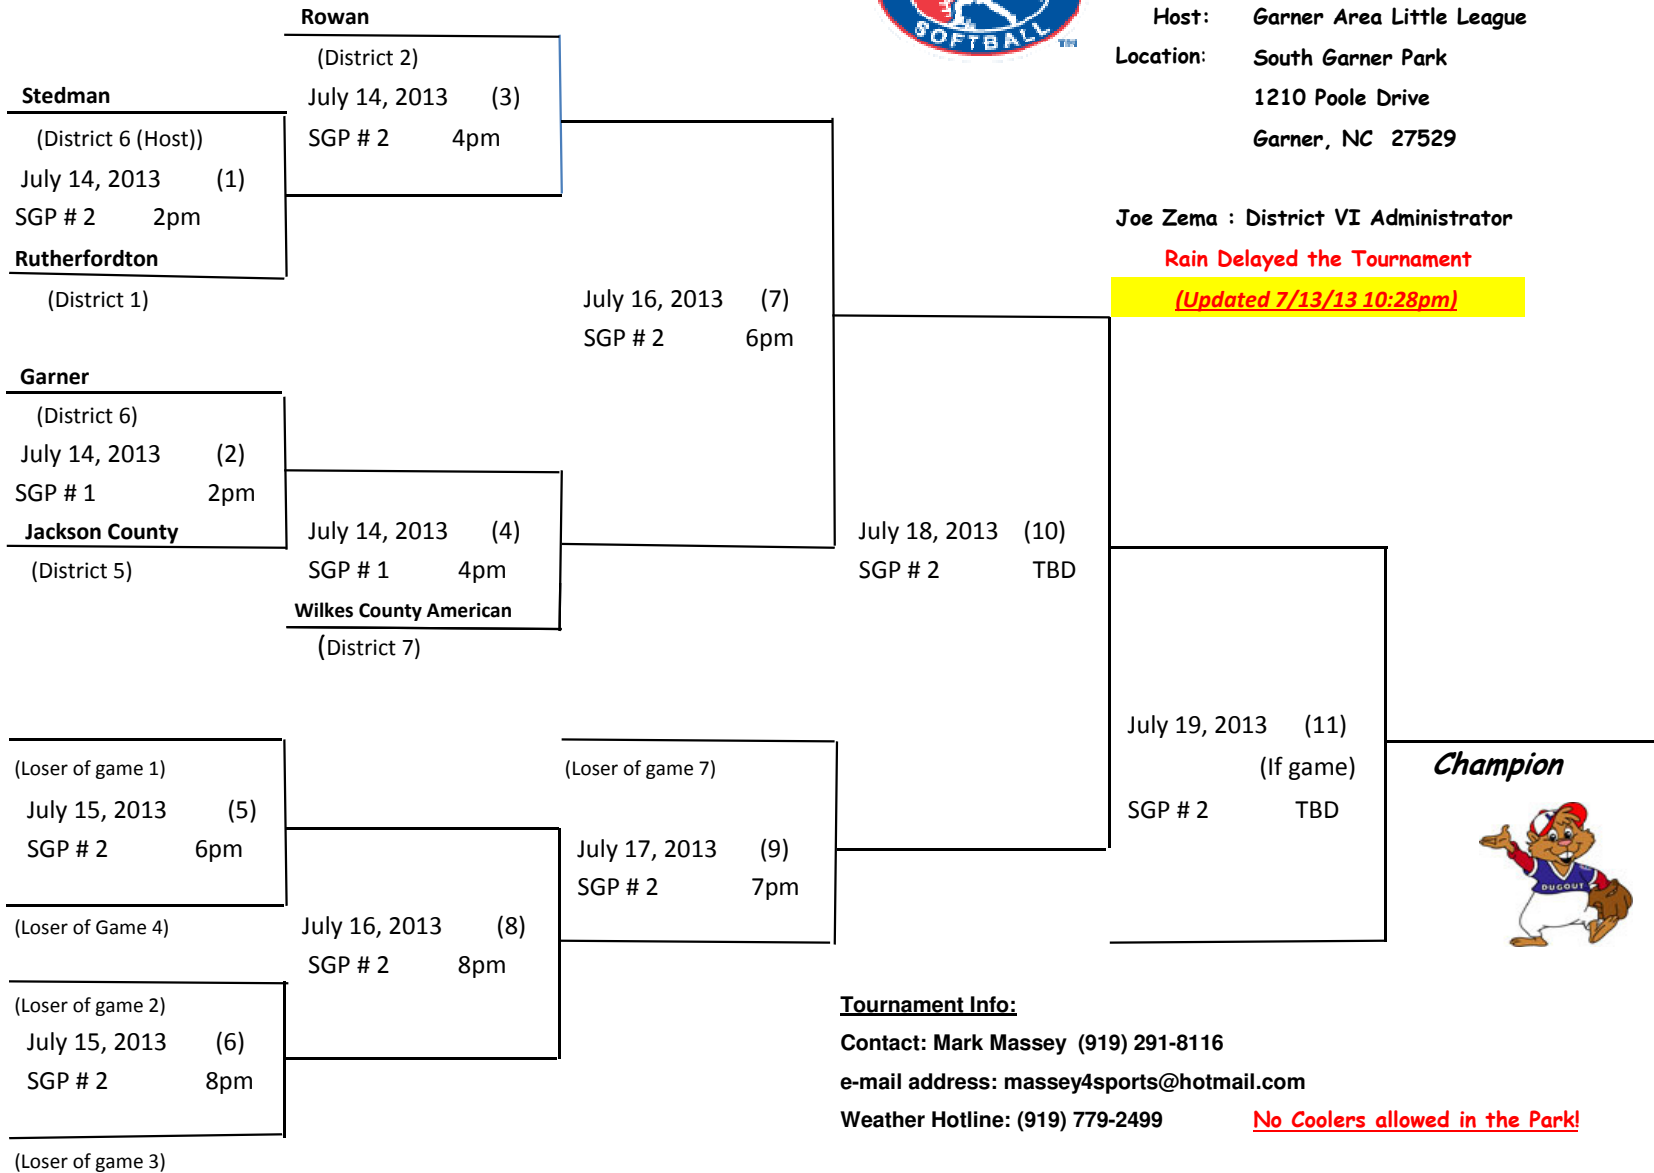 Rowan
(District 2)
July 14, 2013 (3)
SGP # 2 4pm
Stedman
(District 6 (Host))
July 14, 2013 (1)
SGP # 2 2pm
Rutherfordton
(District 1)
Garner
(District 6)
July 14, 2013 (2)
SGP # 1 2pm
Jackson County
(District 5)
July 14, 2013 (4)
SGP # 1 4pm
Wilkes County American
(District 7)
July 16, 2013 (7)
SGP # 2 6pm
July 18, 2013 (10)
SGP # 2 TBD
SOFTBALL TM
Host: Garner Area Little League
Location: South Garner Park
1210 Poole Drive
Garner, NC 27529
Joe Zema : District VI Administrator
Rain Delayed the Tournament
(Updated 7/13/13 10:28pm)
(Loser of game 1)
July 15, 2013 (5)
SGP # 2 6pm
(Loser of Game 4)
(Loser of game 2)
July 15, 2013 (6)
SGP # 2 8pm
(Loser of game 3)
July 16, 2013 (8)
SGP # 2 8pm
(Loser of game 7)
July 17, 2013 (9)
SGP # 2 7pm
July 19, 2013 (11)
(If game)
SGP # 2 TBD
Champion
DUGOUT
Tournament Info:
Contact: Mark Massey (919) 291-8116
e-mail address: massey4sports@hotmail.com
Weather Hotline: (919) 779-2499 No Coolers allowed in the Park!